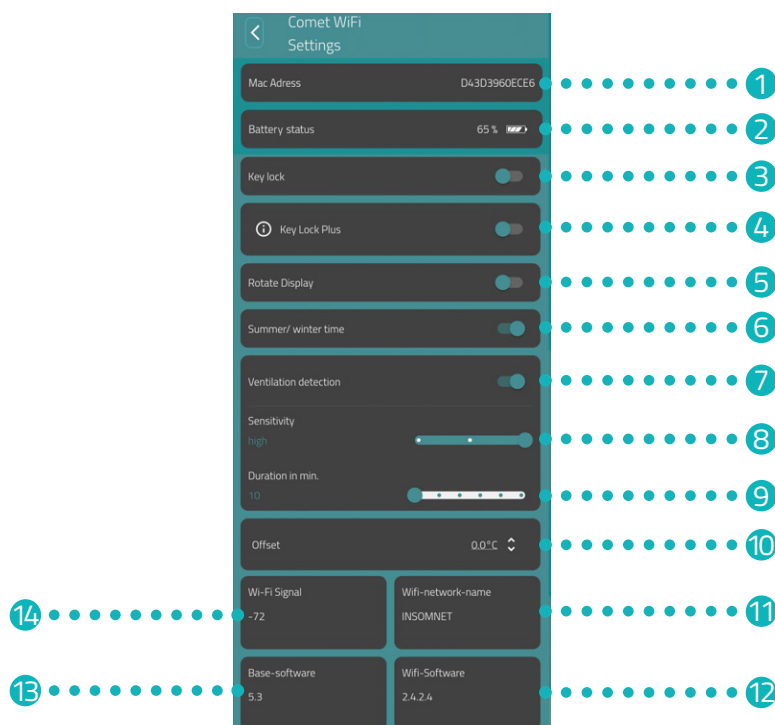 Comet WiFi
Settings
Mac Adress D43D3960ECE6 1
Battery status 65 % 2
Key lock 3
Key Lock Plus 4
Rotate Display 5
Summer/ winter time 6
Ventilation detection 7
Sensitivity
high 8
Duration in min.
10 9
Offset 0.0°C 10
Wi-Fi Signal Wifi-network-name
14 -72 INSOMNET 11
Base-software Wifi-Software
13 5.3 2.4.2.4 12